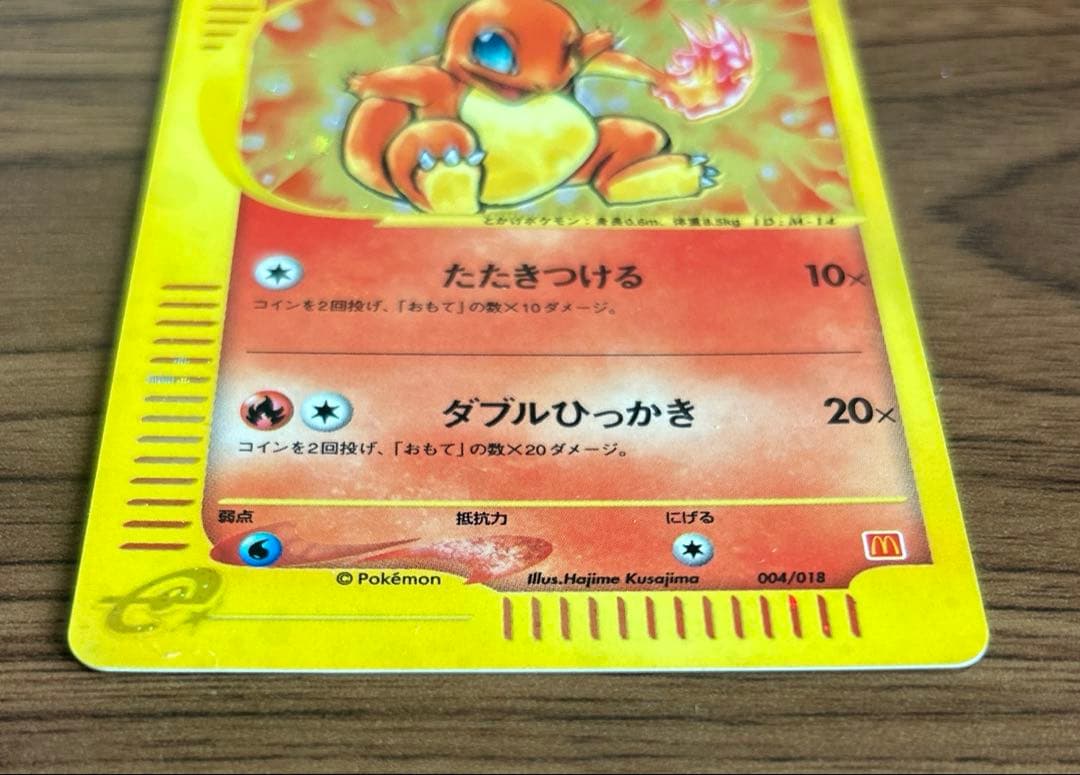 とかげポケモン：身長0.6m、体重8.5kg ID:M-14
たたきつける 10×
コインを2回投げ、「おもて」の数×10ダメージ。
ダブルひっかき 20×
コインを2回投げ、「おもて」の数×20ダメージ。
弱点 抵抗力 にげる
© Pokémon Illus.Hajime Kusajima 004/018